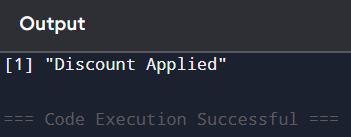 Output
[1] "Discount Applied"
=== Code Execution Successful ===